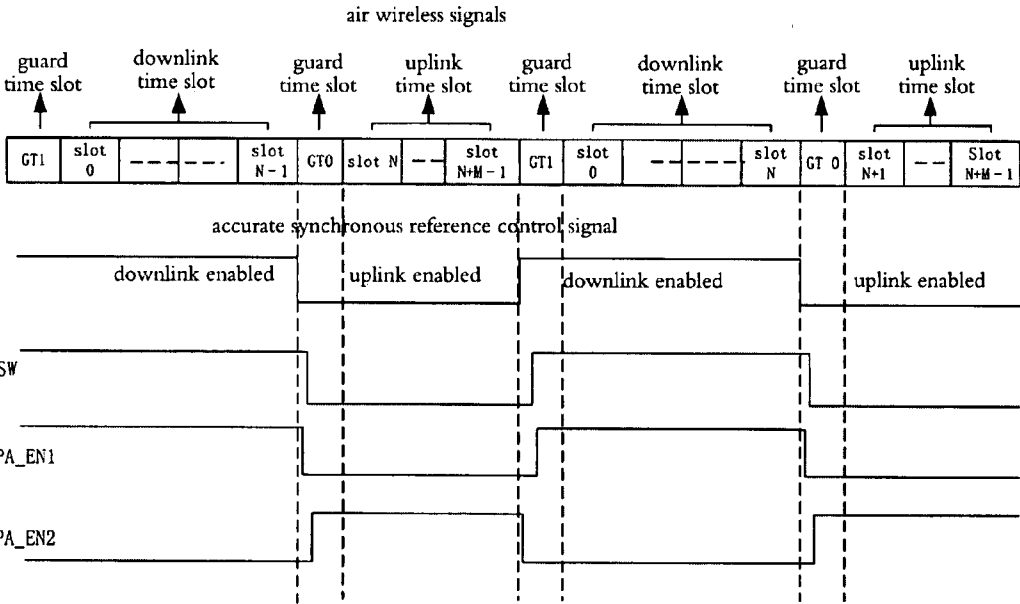 air wireless signals
guard time slot
downlink time slot
guard time slot
uplink time slot
guard time slot
downlink time slot
guard time slot
uplink time slot
GT1 slot 0 slot N-1 GT0 slot N slot N+M-1 GT1 slot 0 slot N GT 0 slot N+1 Slot N+M-1
accurate synchronous reference control signal
downlink enabled uplink enabled downlink enabled uplink enabled
SW
PA_EN1
PA_EN2